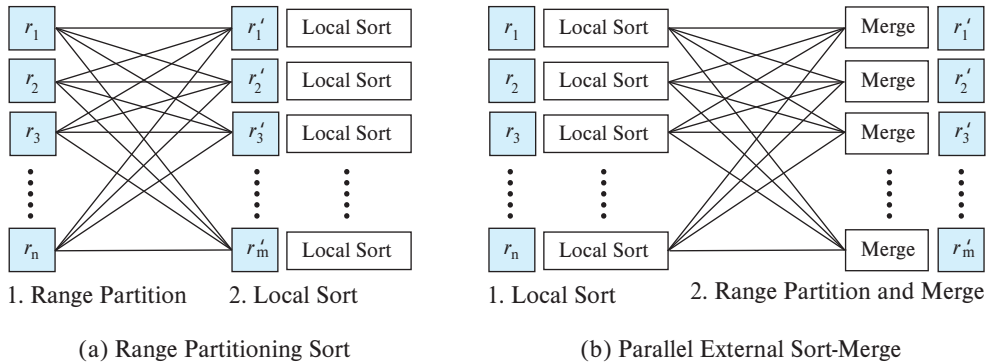 r1 r1′ Local Sort
r2 r2′ Local Sort
r3 r3′ Local Sort
rn rm′ Local Sort
1. Range Partition 2. Local Sort
(a) Range Partitioning Sort
r1 Local Sort Merge r1′
r2 Local Sort Merge r2′
r3 Local Sort Merge r3′
rn Local Sort Merge rm′
1. Local Sort 2. Range Partition and Merge
(b) Parallel External Sort-Merge